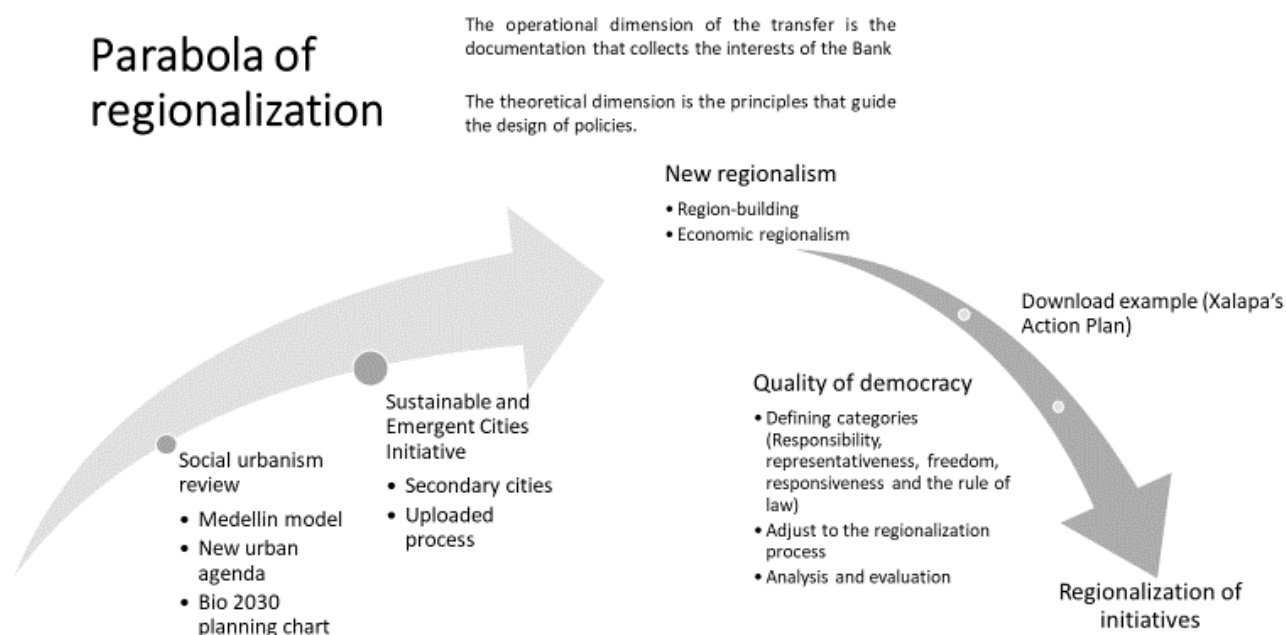 Parabola of
regionalization
The operational dimension of the transfer is the
documentation that collects the interests of the Bank
The theoretical dimension is the principles that guide
the design of policies.
New regionalism
• Region-building
• Economic regionalism
Download example (Xalapa's
Action Plan)
Quality of democracy
• Defining categories
(Responsibility,
representativeness, freedom,
responsiveness and the rule of
law)
• Adjust to the regionalization
process
• Analysis and evaluation
Sustainable and
Emergent Cities
Initiative
• Secondary cities
• Uploaded
process
Social urbanism
review
• Medellin model
• New urban
agenda
• Bio 2030
planning chart
Regionalization of
initiatives